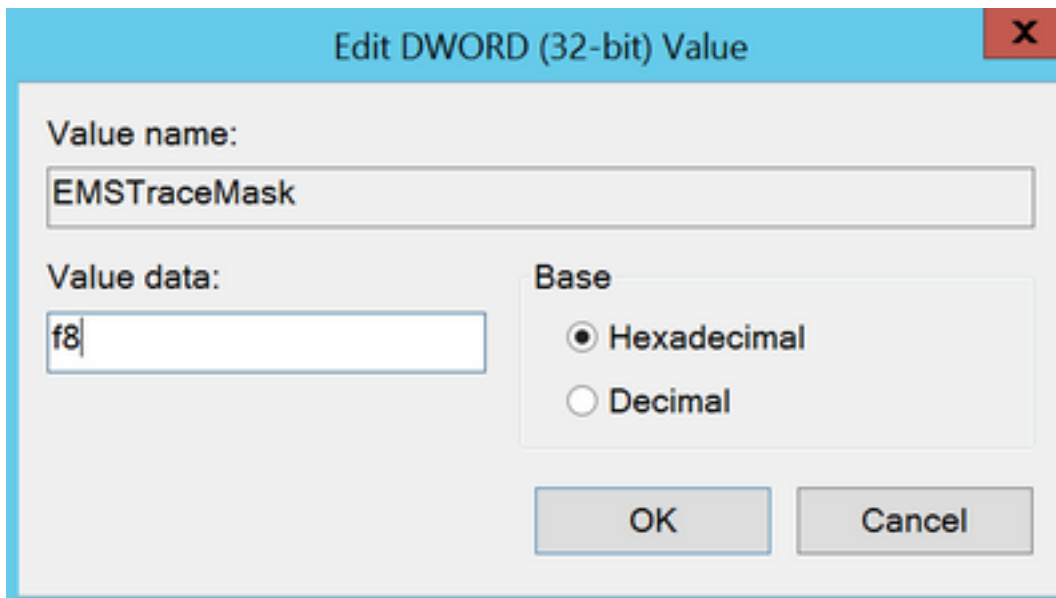 Edit DWORD (32-bit) Value
x
Value name:
EMSTraceMask
Value data:
f8
Base
Hexadecimal
Decimal
OK
Cancel